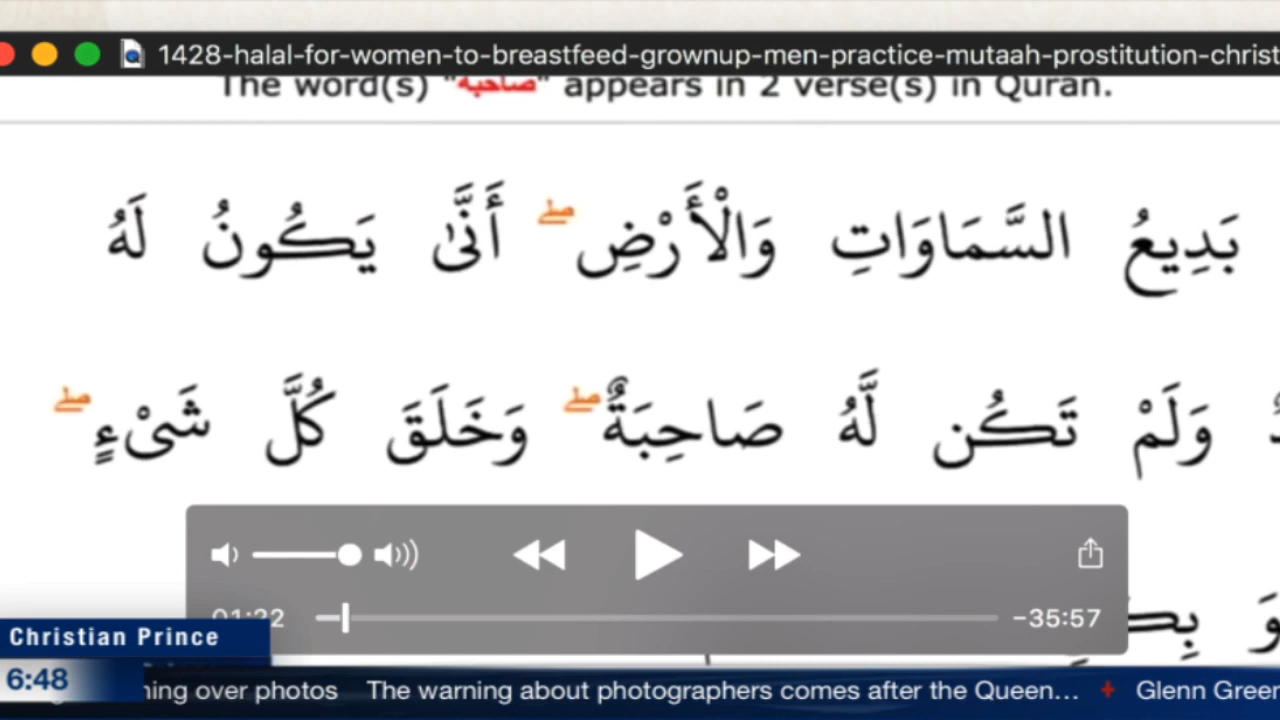 1428-halal-for-women-to-breastfeed-grownup-men-practice-mutaah-prostitution-christ
The word(s) "صاحبة" appears in 2 verse(s) in Quran.
بَدِيعُ السَّمَاوَاتِ وَالْأَرْضِ ۖ أَنَّىٰ يَكُونُ لَهُ
وَلَمْ تَكُن لَّهُ صَاحِبَةٌ ۖ وَخَلَقَ كُلَّ شَيْءٍ ۖ
01:22 -35:57
Christian Prince
6:48
ning over photos The warning about photographers comes after the Queen... + Glenn Greer